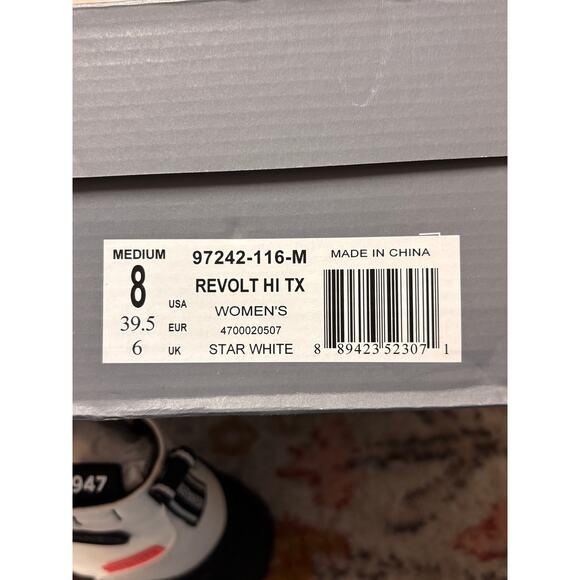 MEDIUM
8 USA
39.5 EUR
6 UK
97242-116-M
REVOLT HI TX
WOMEN'S
4700020507
STAR WHITE
MADE IN CHINA
8 89423 52307 1
947